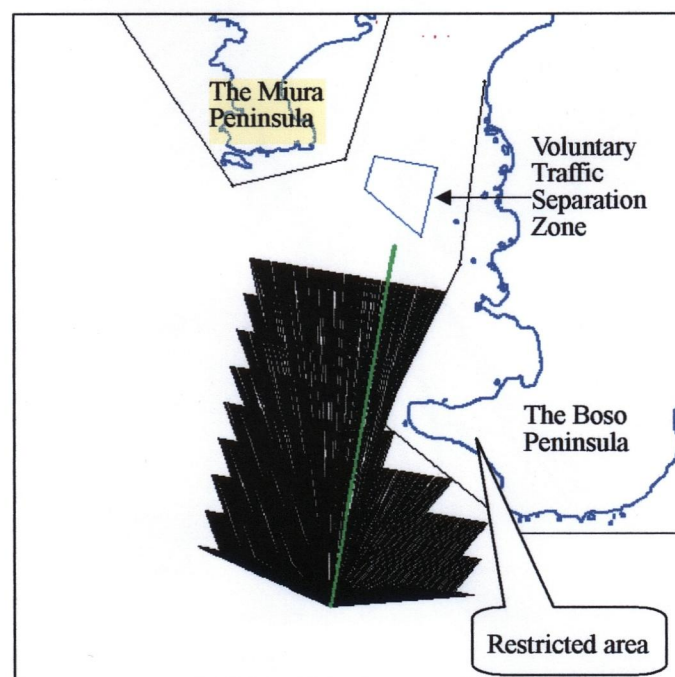 The Miura
Peninsula
Voluntary
Traffic
Separation
Zone
The Boso
Peninsula
Restricted area